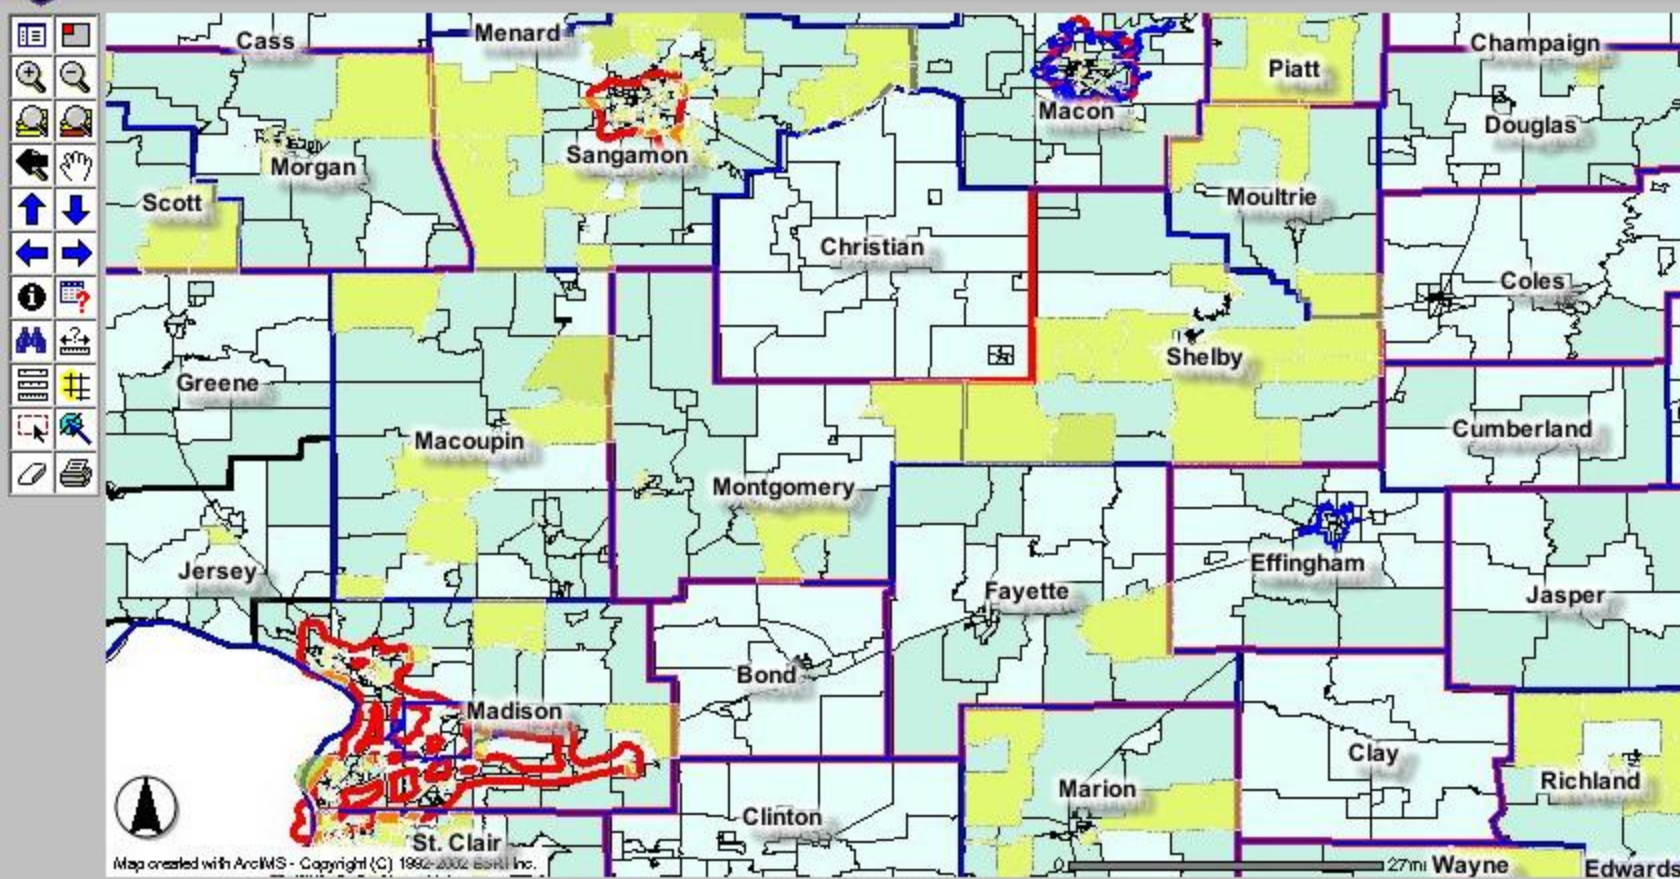 Cass
Menard
Champaign
Piatt
Macon
Douglas
Sangamon
Morgan
Scott
Moultrie
Christian
Coles
Shelby
Greene
Cumberland
Macoupin
Montgomery
Effingham
Jersey
Fayette
Jasper
Bond
Madison
Clay
Richland
Marion
Clinton
St. Clair
Map created with ArcIMS - Copyright (C) 1992-2002 ESRI Inc.
0 27mi
Wayne
Edwards